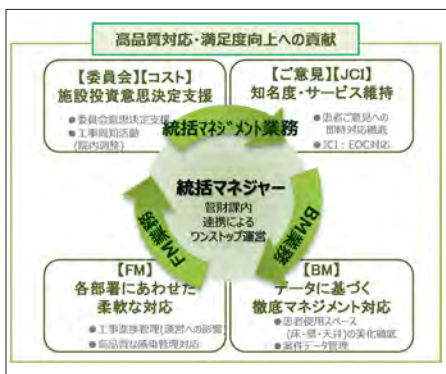 高品質対応・満足度向上への貢献
【委員会】【コスト】
施設投資意思決定支援
●委員会意思決定支援
●工事周知活動
(院内調整)
【ご意見】【JCI】
知名度・サービス維持
●患者ご意見への
即時対応徹底
●JCI：EOC対応
統括マネジメント業務
統括マネジャー
管財課内
連携による
ワンストップ運営
FM業務
BM業務
【FM】
各部署にあわせた
柔軟な対応
●工事進捗管理(運営への影響)
●高品質な感染管理対応
【BM】
データに基づく
徹底マネジメント対応
●患者使用スペース
(床・壁・天井)の美化徹底
●案件データ管理